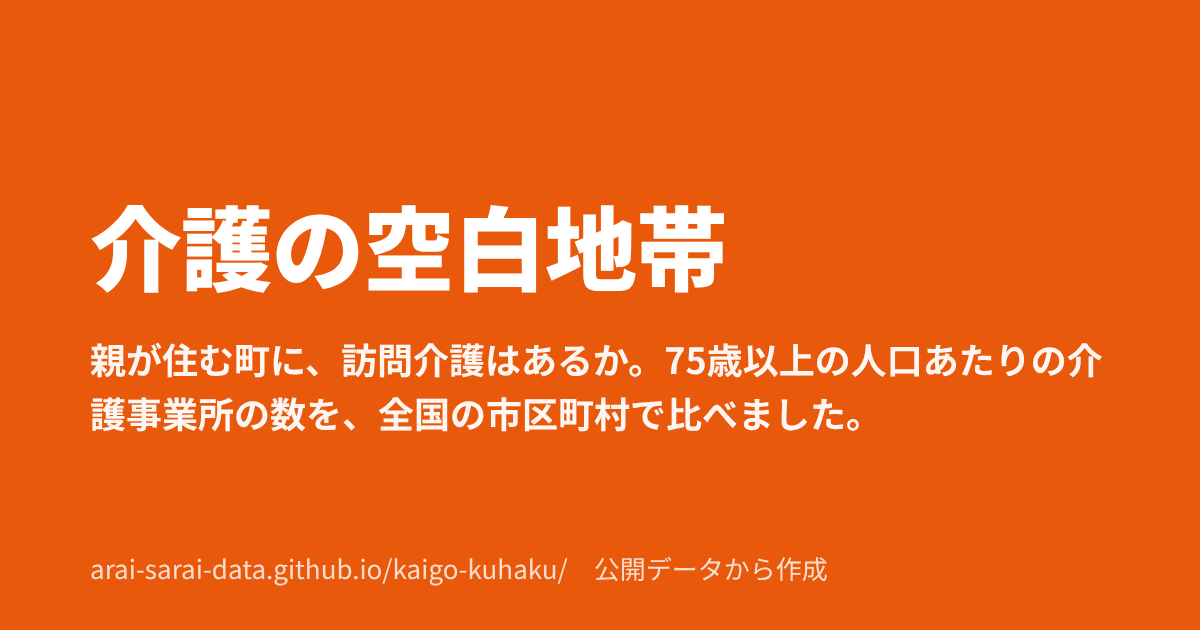 介護の空白地帯
親が住む町に、訪問介護はあるか。75歳以上の人口あたりの介
護事業所の数を、全国の市区町村で比べました。
arai-sarai-data.github.io/kaigo-kuhaku/　公開データから作成